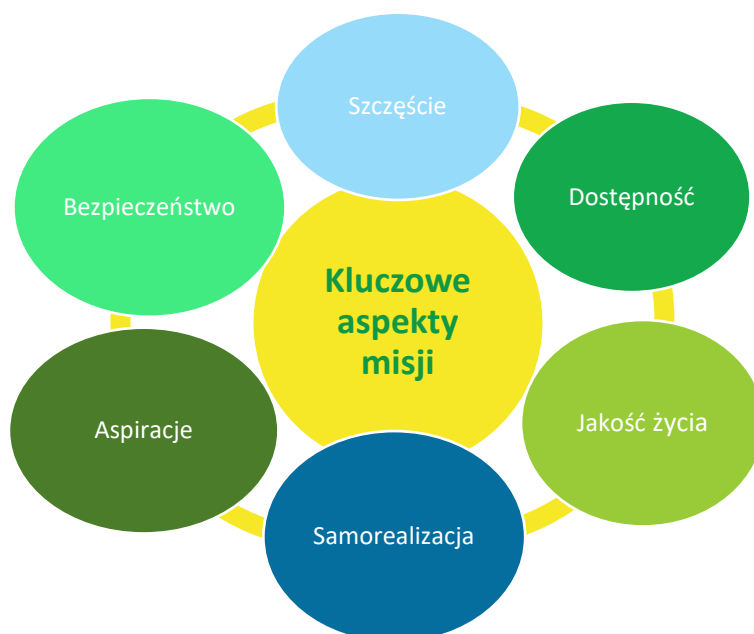 Szczęście
Dostępność
Bezpieczeństwo
Kluczowe
aspekty
misji
Jakość życia
Aspiracje
Samorealizacja